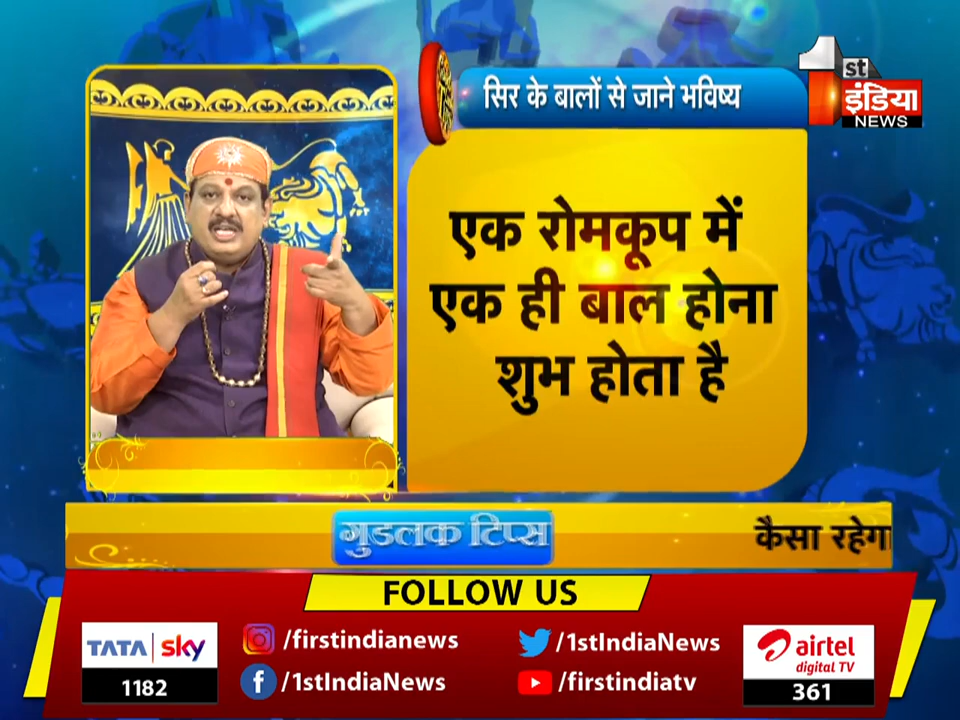 सिर के बालों से जाने भविष्य
1st
इंडिया
NEWS
एक रोमकूप में
एक ही बाल होना
शुभ होता है
गुडलक टिप्स
कैसा रहेगा
FOLLOW US
TATA sky
1182
/firstindianews
/1stIndiaNews
/1stIndiaNews
/firstindiatv
airtel
digital TV
361